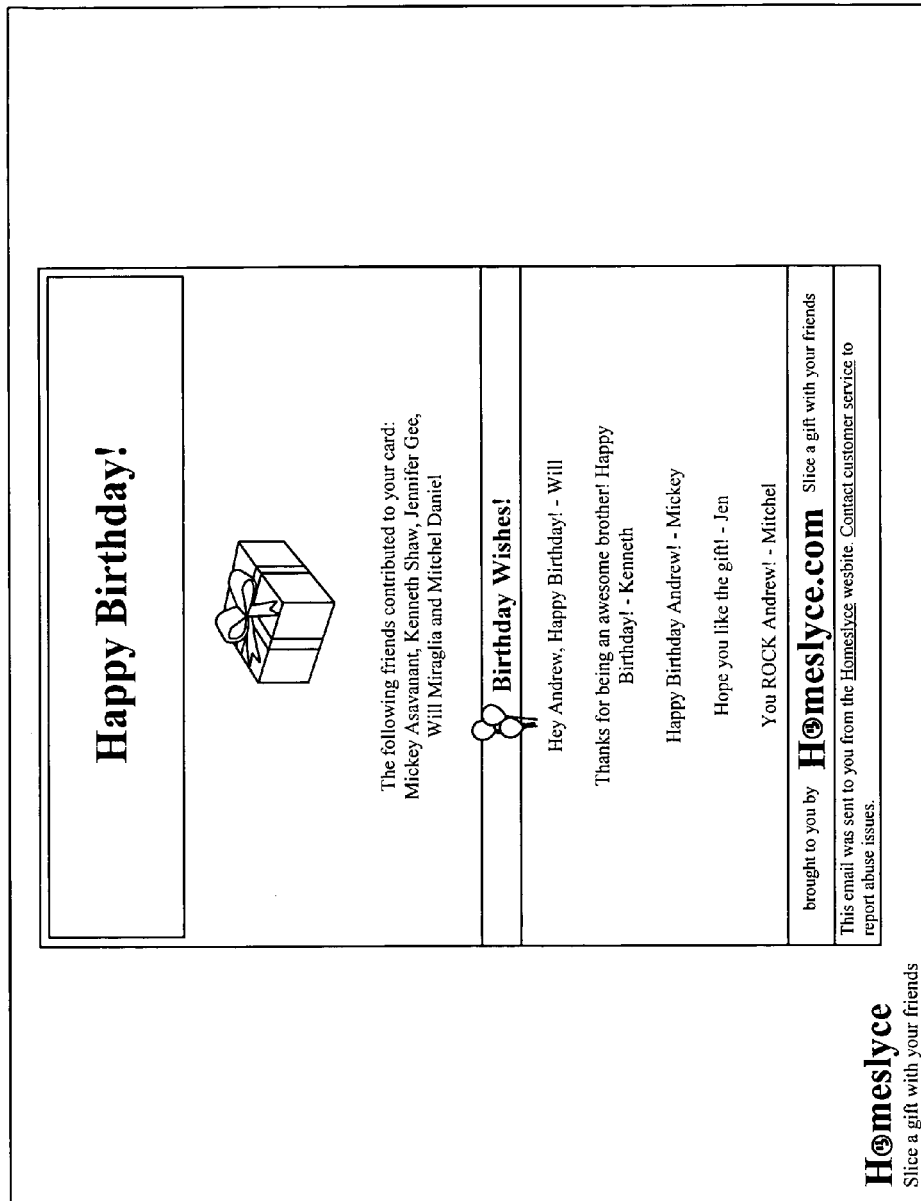 Happy Birthday!
The following friends contributed to your card:
Mickey Asavanant, Kenneth Shaw, Jennifer Gee,
Will Miraglia and Mitchel Daniel
Birthday Wishes!
Hey Andrew, Happy Birthday! - Will
Thanks for being an awesome brother! Happy
Birthday! - Kenneth
Happy Birthday Andrew! - Mickey
Hope you like the gift! - Jen
You ROCK Andrew! - Mitchel
brought to you by Homeslyce.com Slice a gift with your friends
This email was sent to you from the Homeslyce wesbite. Contact customer service to
report abuse issues.
Homeslyce
Slice a gift with your friends